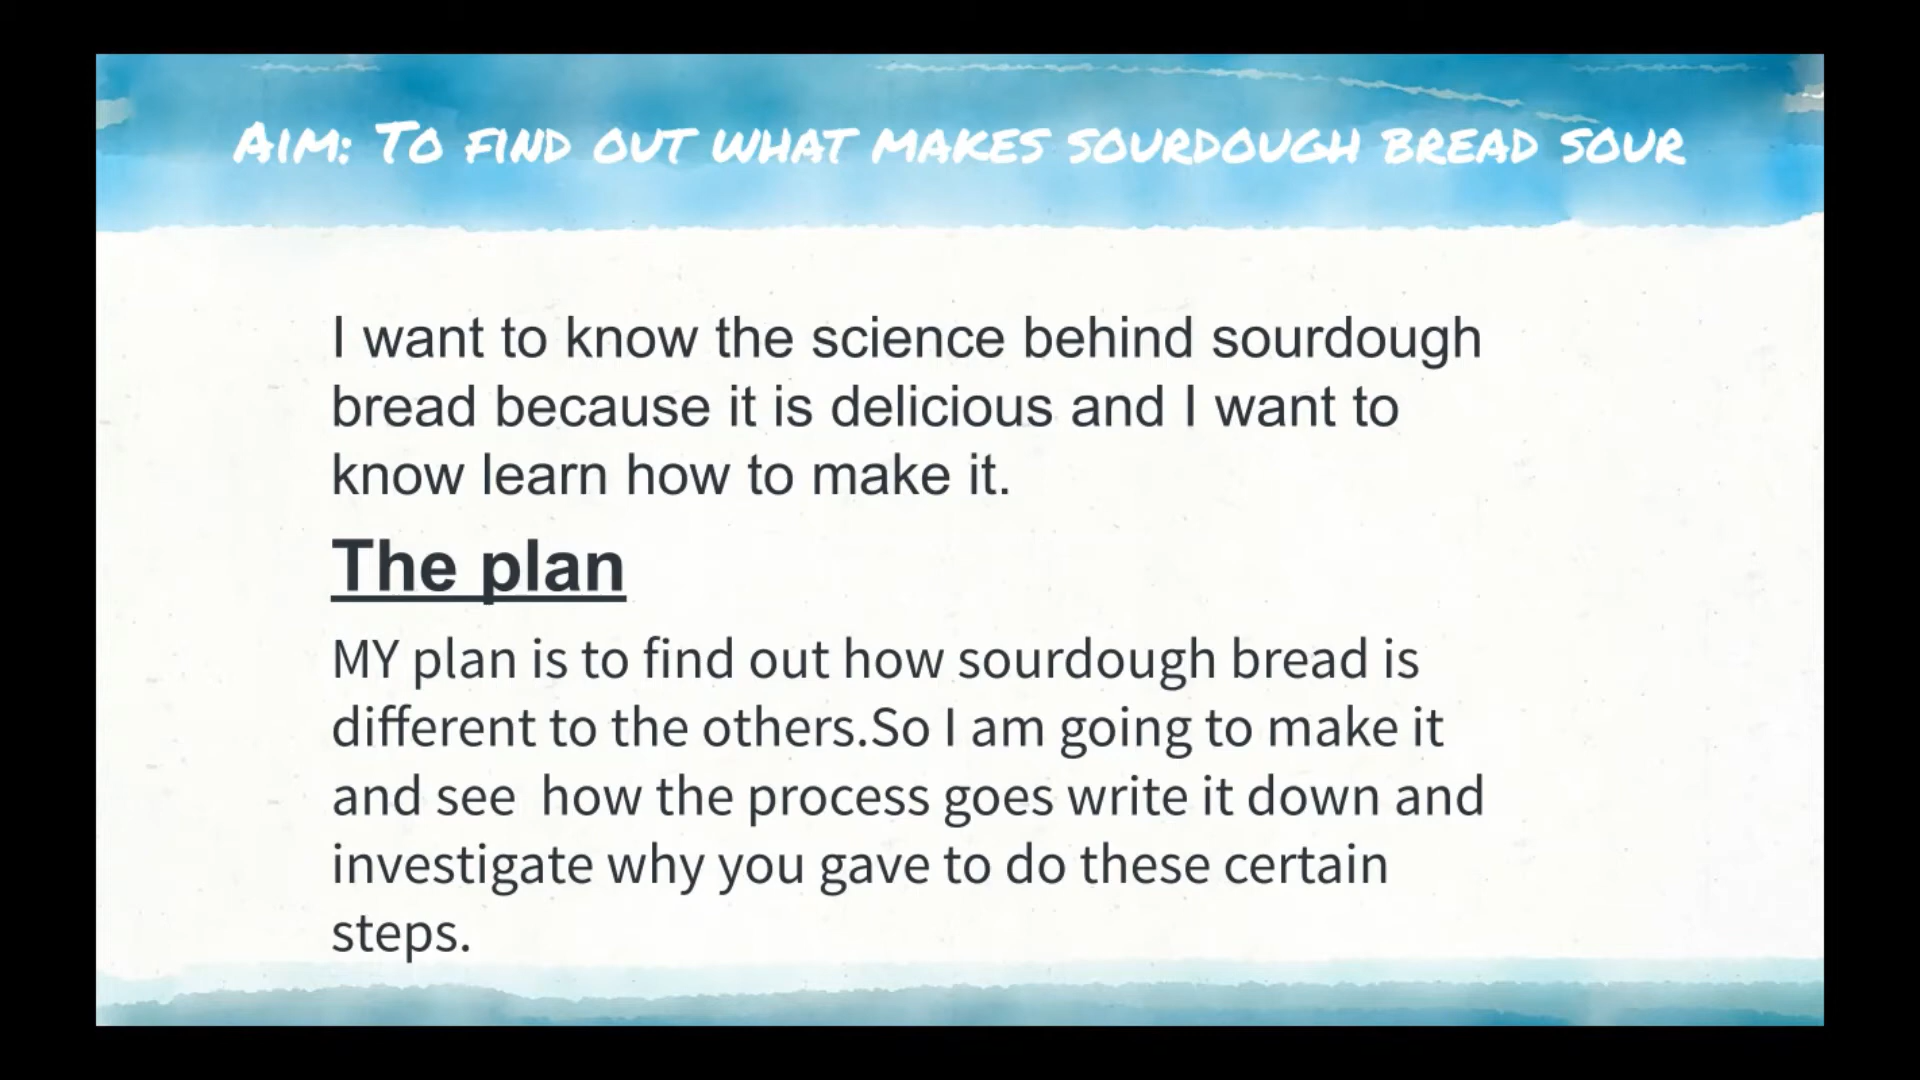 Aim: To find out what makes sourdough bread sour
I want to know the science behind sourdough
bread because it is delicious and I want to
know learn how to make it.
The plan
MY plan is to find out how sourdough bread is
different to the others.So I am going to make it
and see  how the process goes write it down and
investigate why you gave to do these certain
steps.